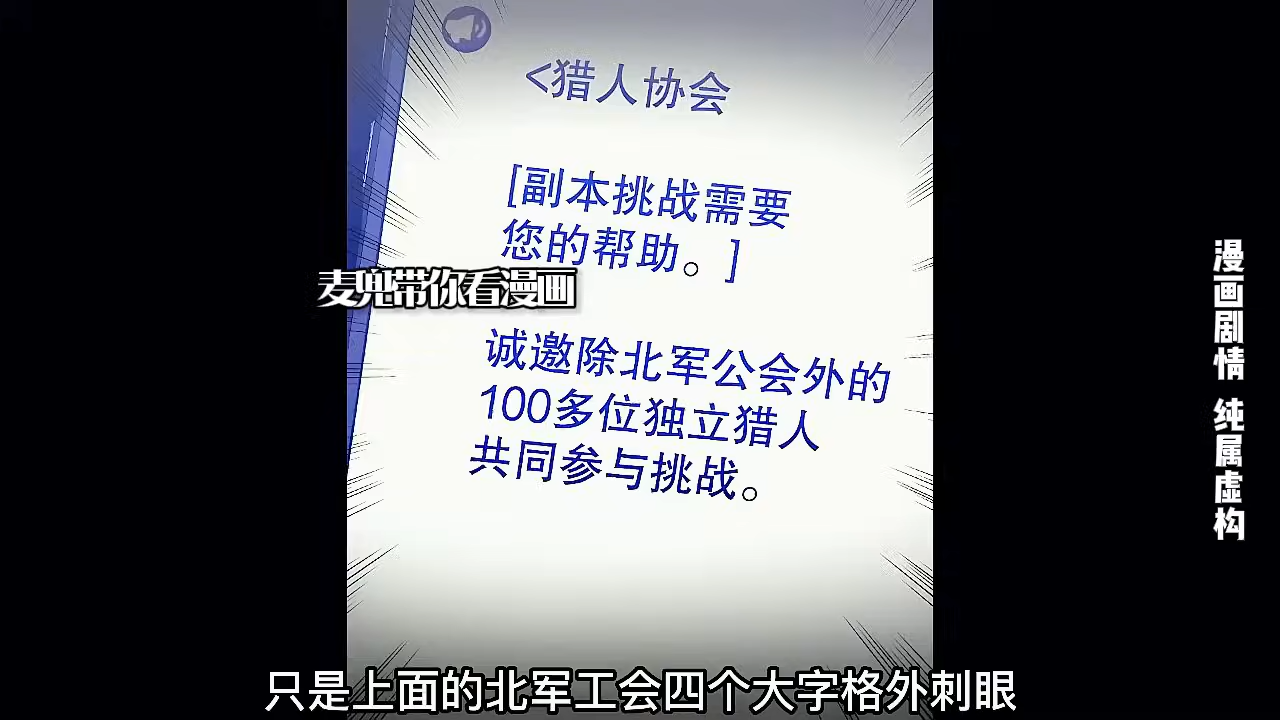 <猎人协会
[副本挑战需要
您的帮助。]
麦兜带你看漫画
诚邀除北军公会外的
100多位独立猎人
共同参与挑战。
漫画剧情 纯属虚构
只是上面的北军工会四个大字格外刺眼